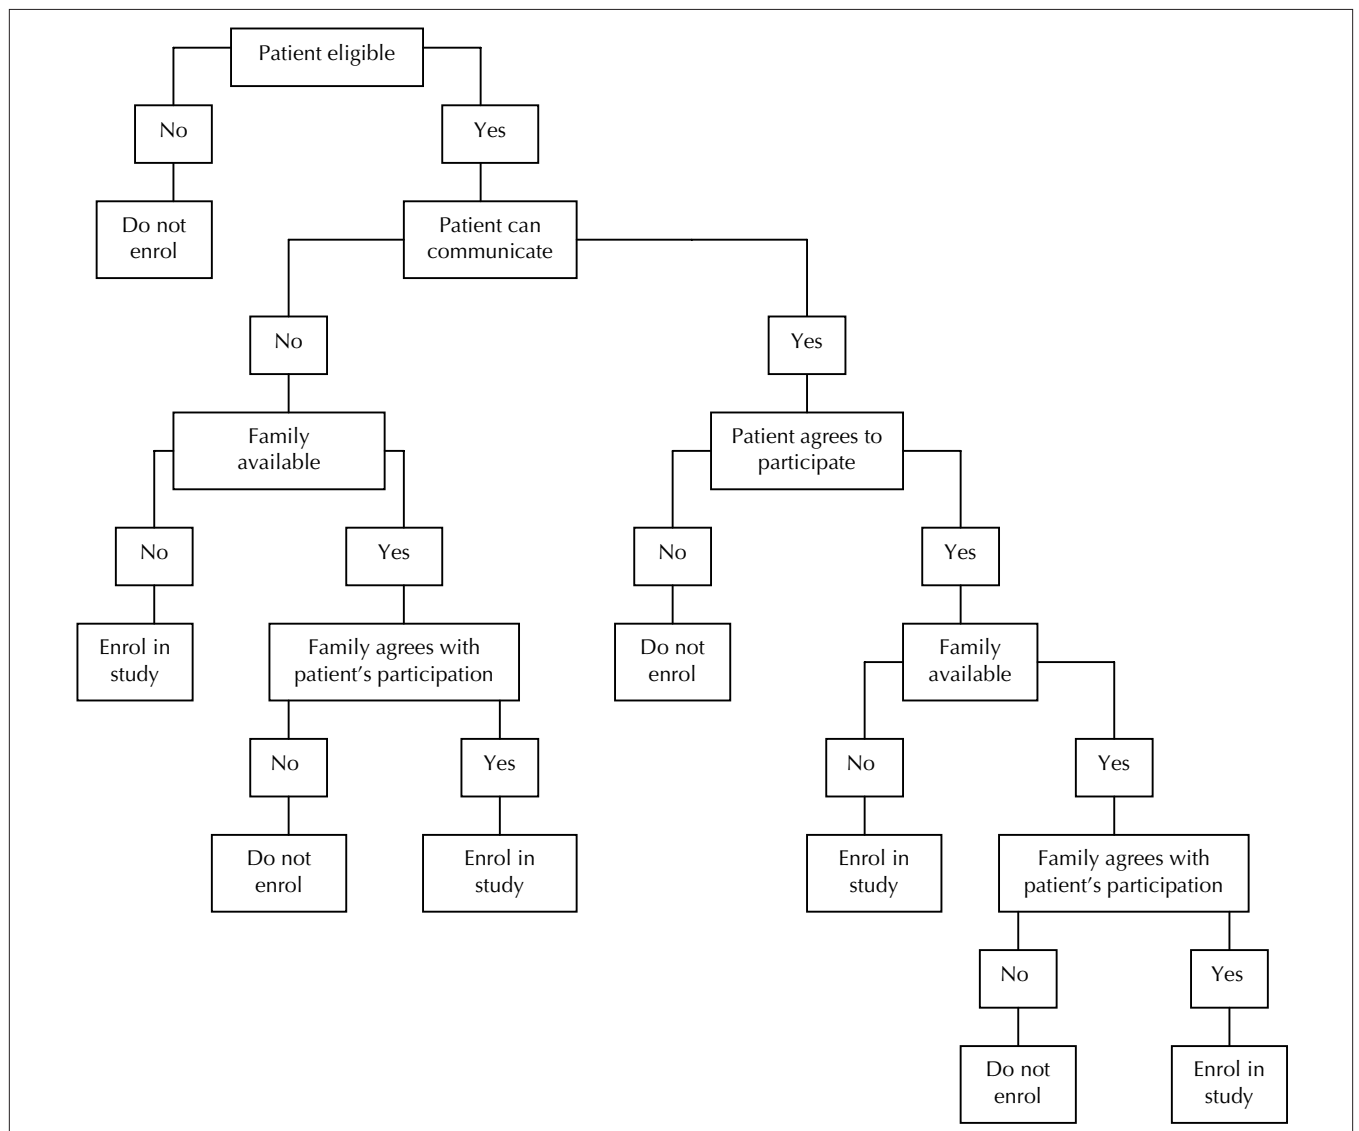 Patient eligible
No
Yes
Do not
enrol
Patient can
communicate
No
Yes
Family
available
Patient agrees to
participate
No
Yes
No
Yes
Enrol in
study
Family agrees with
patient's participation
Do not
enrol
Family
available
No
Yes
No
Yes
Do not
enrol
Enrol in
study
Enrol in
study
Family agrees with
patient's participation
No
Yes
Do not
enrol
Enrol in
study